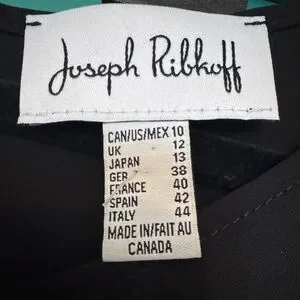 Joseph Ribkoff
CAN/US/MEX 10
UK 12
JAPAN 13
GER 38
FRANCE 40
SPAIN 42
ITALY 44
MADE IN/FAIT AU
CANADA